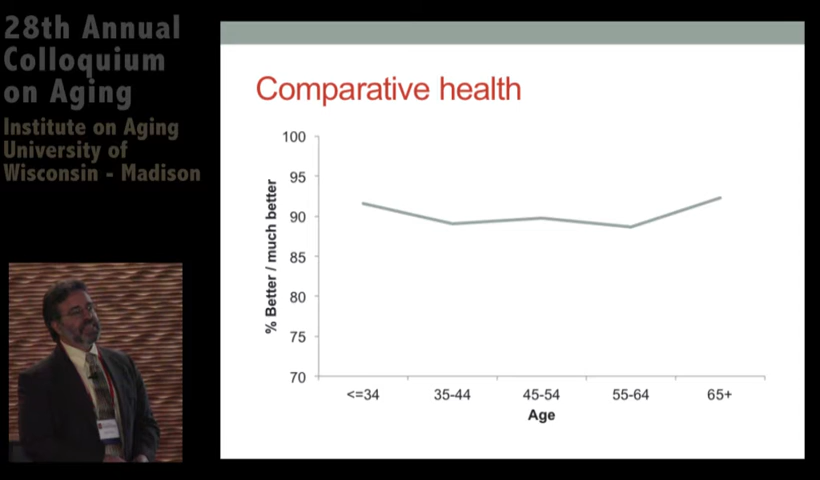 28th Annual
Colloquium
on Aging
Institute on Aging
University of
Wisconsin - Madison
Comparative health
% Better / much better
100
95
90
85
80
75
70
<=34 35-44 45-54 55-64 65+
Age